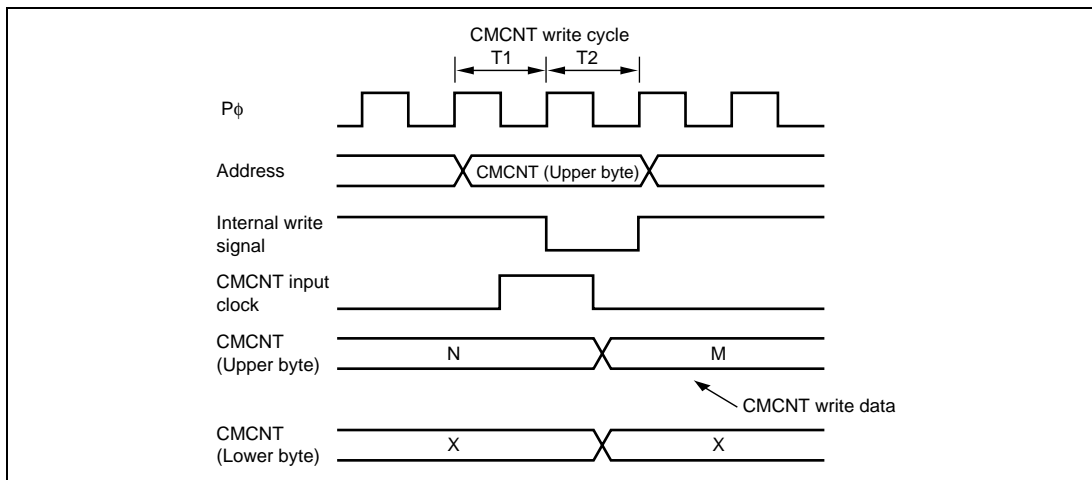 CMCNT write cycle
T1 T2
Pφ
Address
CMCNT (Upper byte)
Internal write
signal
CMCNT input
clock
CMCNT
(Upper byte)
N M
CMCNT write data
CMCNT
(Lower byte)
X X